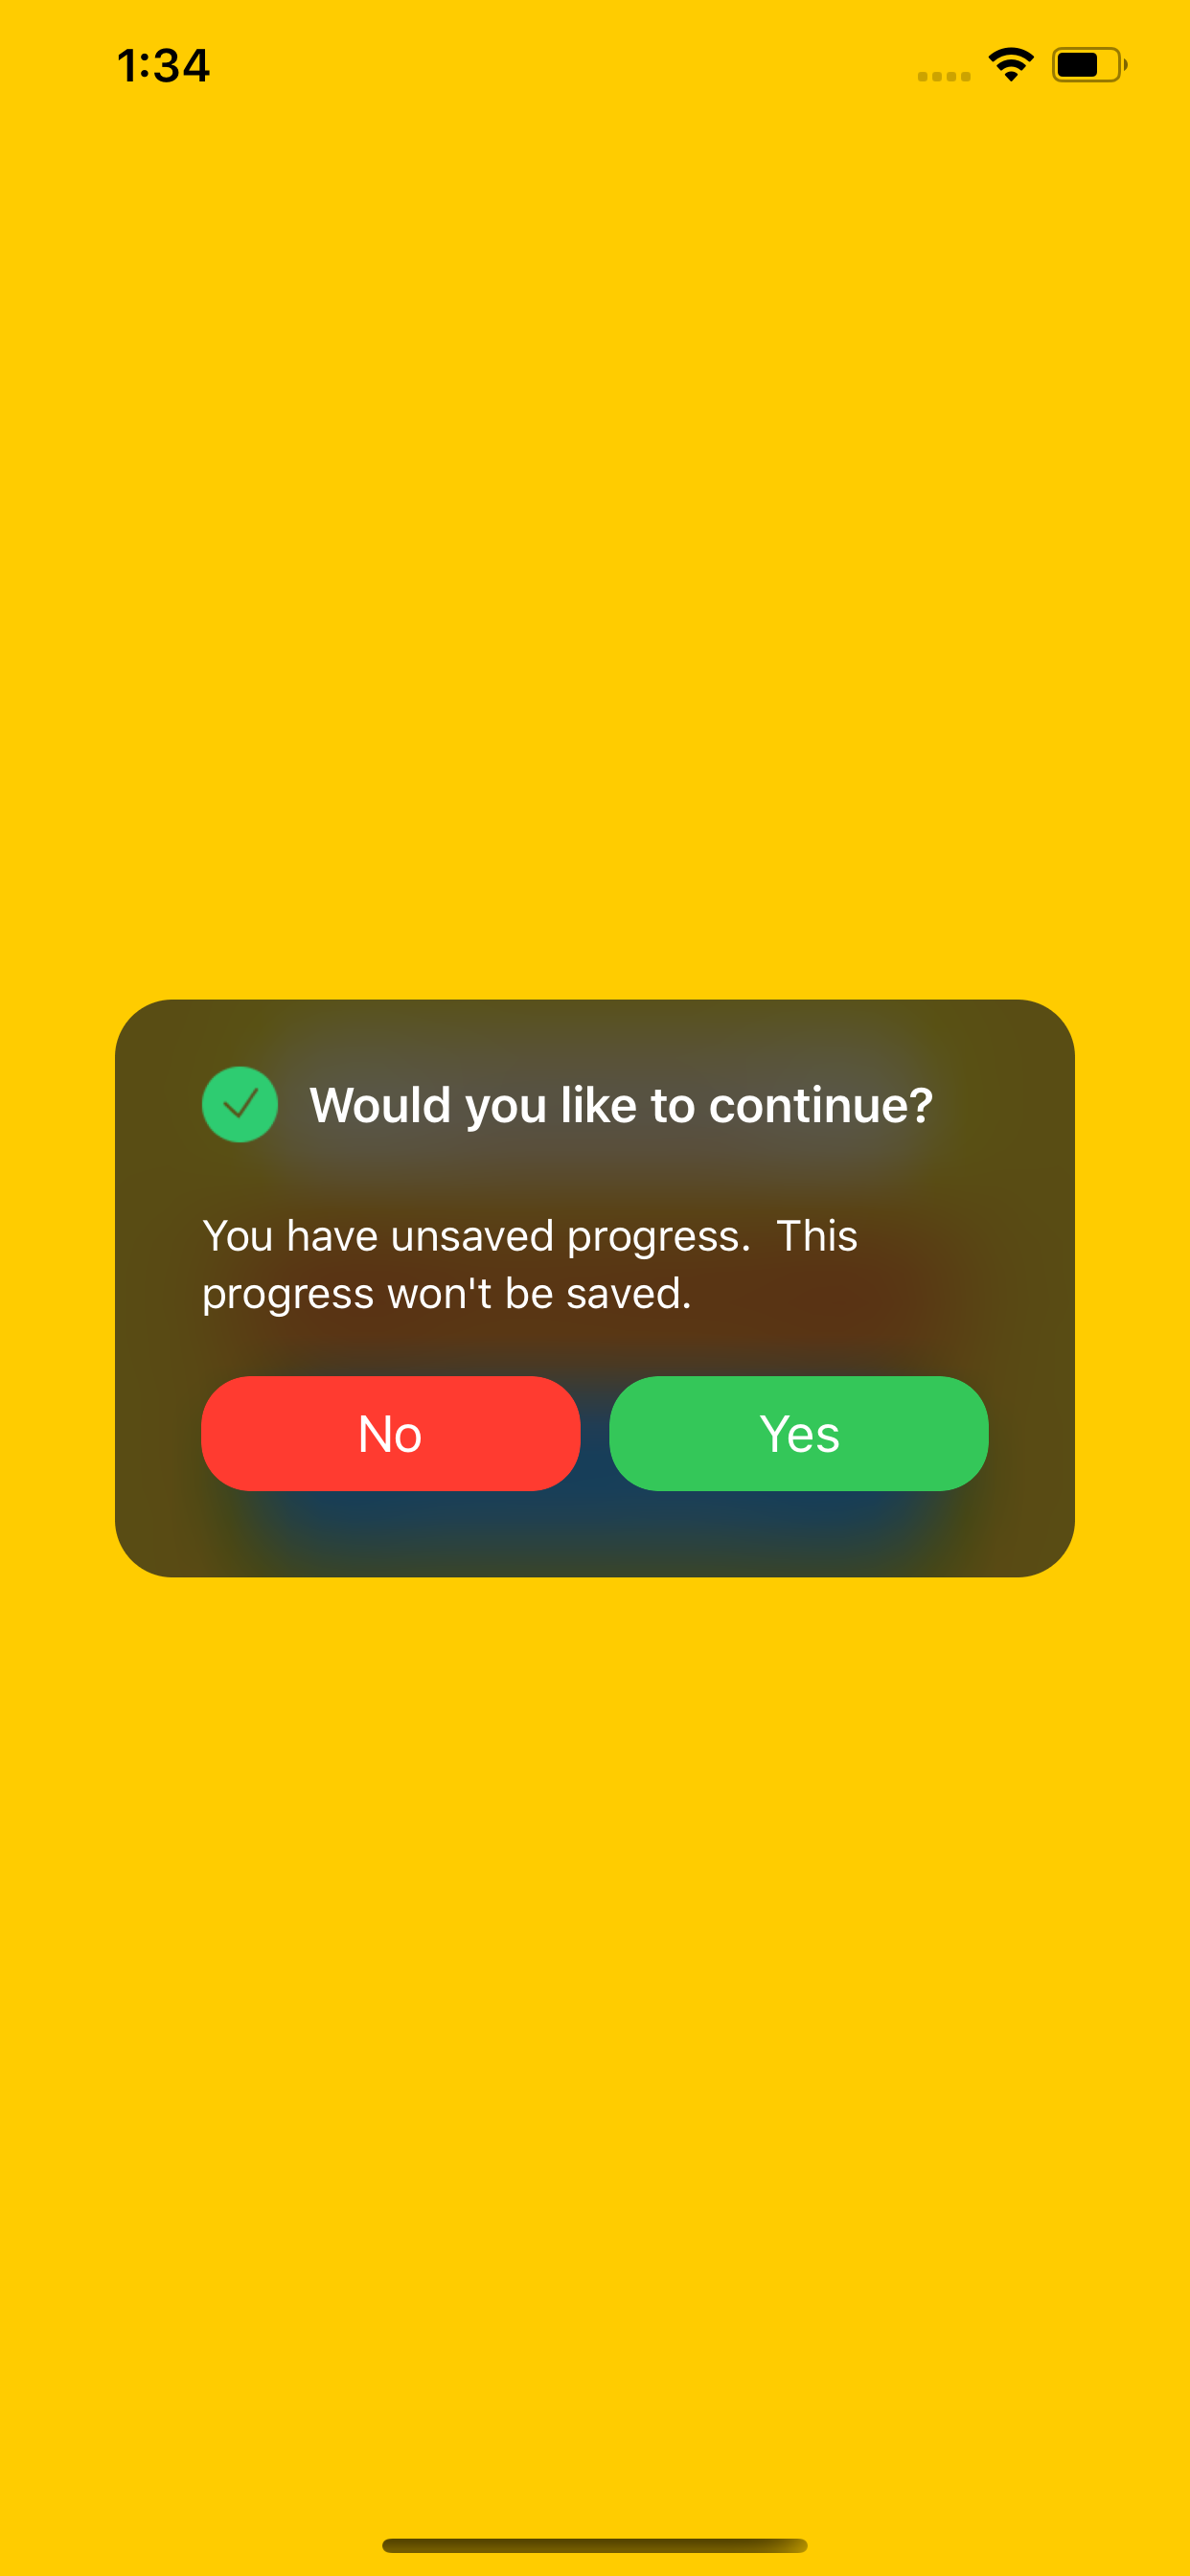 1:34
Would you like to continue?
You have unsaved progress.  This
progress won't be saved.
No
Yes